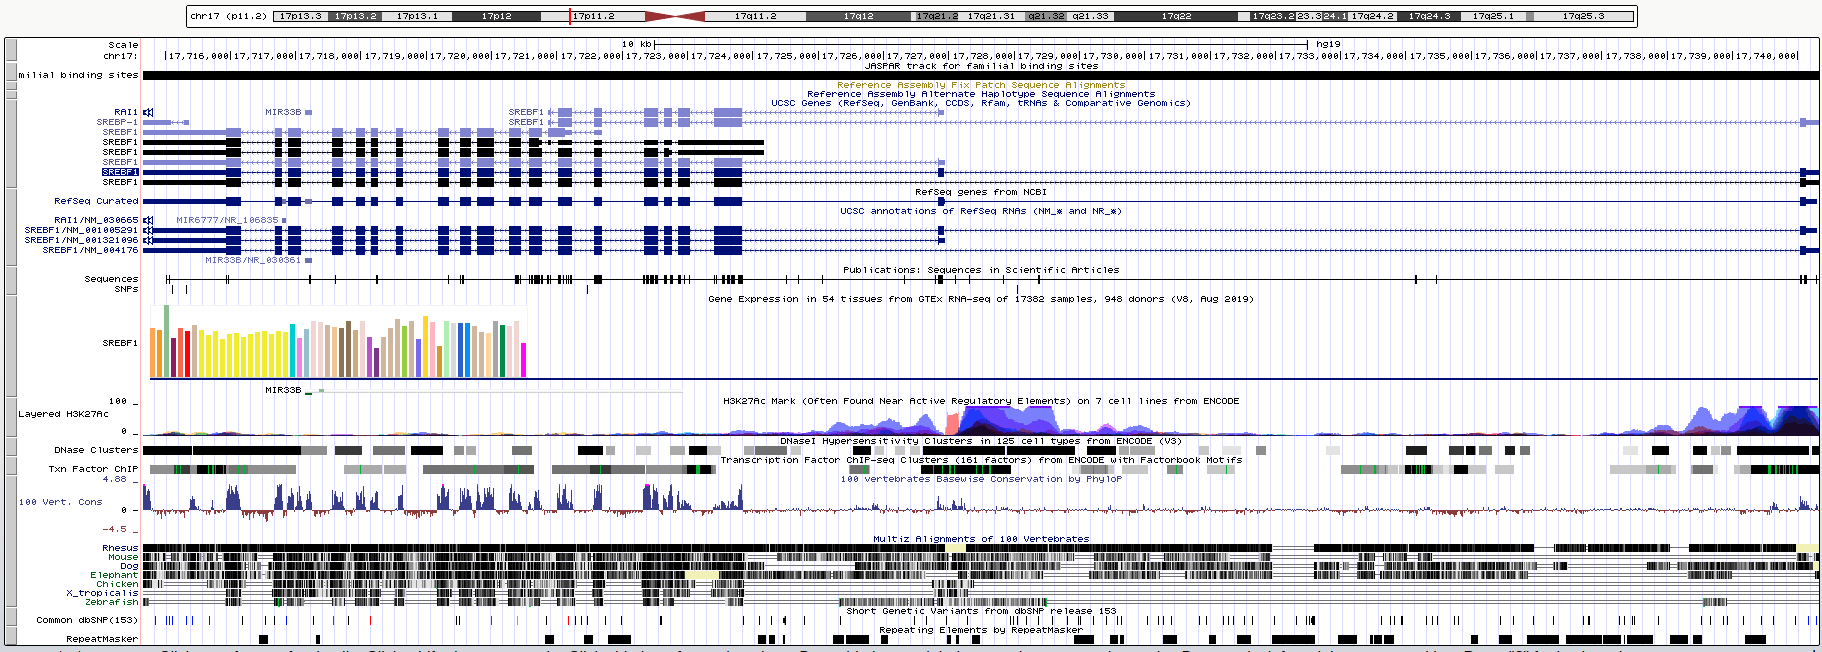 chr17 (p11.2) 17p13.3 17p13.2 17p13.1 17p12 17p11.2 17q11.2 17q12 17q21.2 17q21.31 q21.32 q21.33 17q22 17q23.2 23.3 24.1 17q24.2 17q24.3 17q25.1 17q25.3
Scale 10 kb hg19
chr17: 17,716,000 17,717,000 17,718,000 17,719,000 17,720,000 17,721,000 17,722,000 17,723,000 17,724,000 17,725,000 17,726,000 17,727,000 17,728,000 17,729,000 17,730,000 17,731,000 17,732,000 17,733,000 17,734,000 17,735,000 17,736,000 17,737,000 17,738,000 17,739,000 17,740,000
JASPAR track for familial binding sites
milial binding sites
Reference Assembly Fix Patch Sequence Alignments
Reference Assembly Alternate Haplotype Sequence Alignments
UCSC Genes (RefSeq, GenBank, CCDS, Rfam, tRNAs & Comparative Genomics)
RAI1 MIR33B SREBF1
SREBP-1 SREBF1
SREBF1
SREBF1
SREBF1
SREBF1
SREBF1
SREBF1
RefSeq genes from NCBI
RefSeq Curated
UCSC annotations of RefSeq RNAs (NM_* and NR_*)
RAI1/NM_030665 MIR6777/NR_106835
SREBF1/NM_001005291
SREBF1/NM_001321096
SREBF1/NM_004176
MIR33B/NR_030361
Publications: Sequences in Scientific Articles
Sequences
SNPs
Gene Expression in 54 tissues from GTEx RNA-seq of 17382 samples, 948 donors (V8, Aug 2019)
SREBF1
MIR33B
H3K27Ac Mark (Often Found Near Active Regulatory Elements) on 7 cell lines from ENCODE
100 _
Layered H3K27Ac
0 _
DNaseI Hypersensitivity Clusters in 125 cell types from ENCODE (V3)
DNase Clusters
Transcription Factor ChIP-seq Clusters (161 factors) from ENCODE with Factorbook Motifs
Txn Factor ChIP
100 vertebrates Basewise Conservation by PhyloP
4.88 _
100 Vert. Cons
0 _
-4.5 _
Multiz Alignments of 100 Vertebrates
Rhesus
Mouse
Dog
Elephant
Chicken
X_tropicalis
Zebrafish
Short Genetic Variants from dbSNP release 153
Common dbSNP(153)
Repeating Elements by RepeatMasker
RepeatMasker